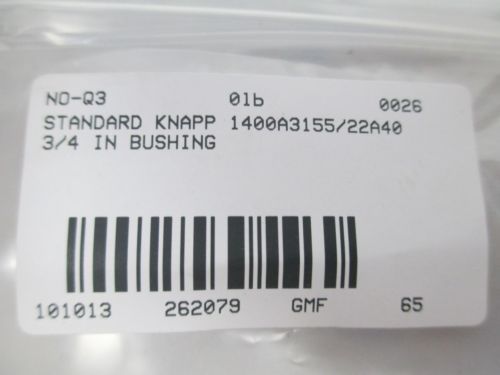 NO-Q3 01b 0026
STANDARD KNAPP 1400A3155/22A40
3/4 IN BUSHING
101013 262079 GMF 65